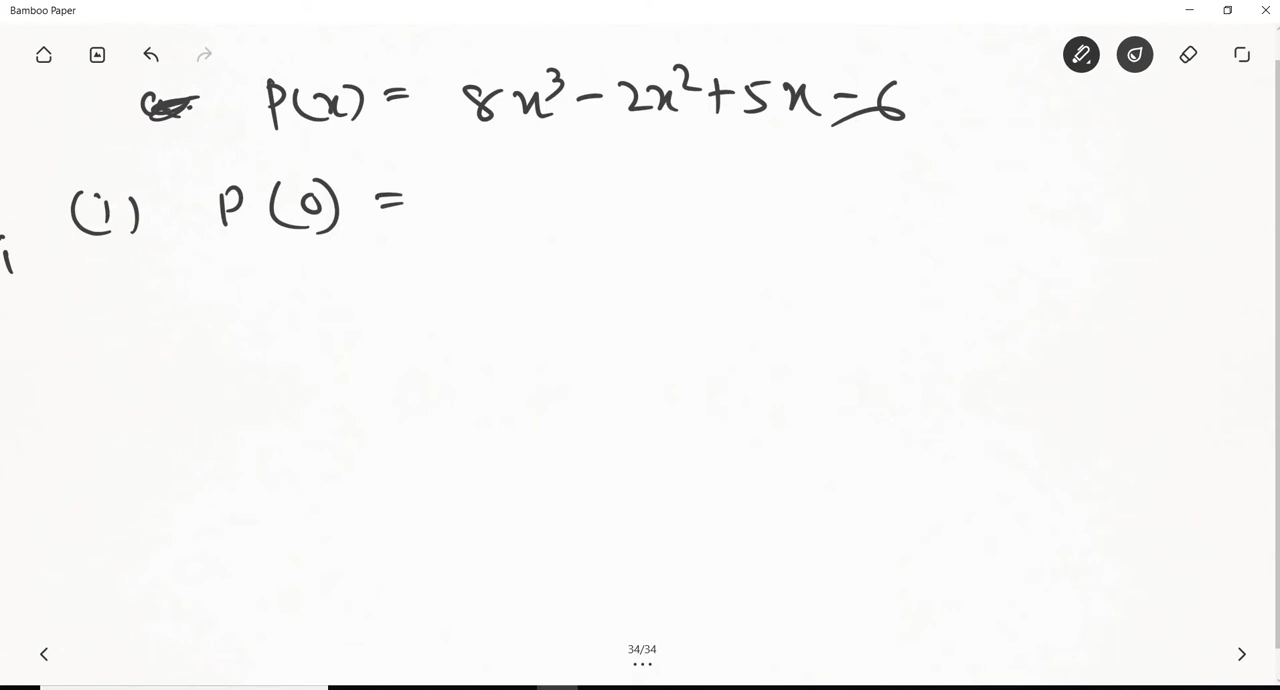 Bamboo Paper
P(x) = 8x³ - 2x² + 5x - 6
(i) P(0) =
34/34